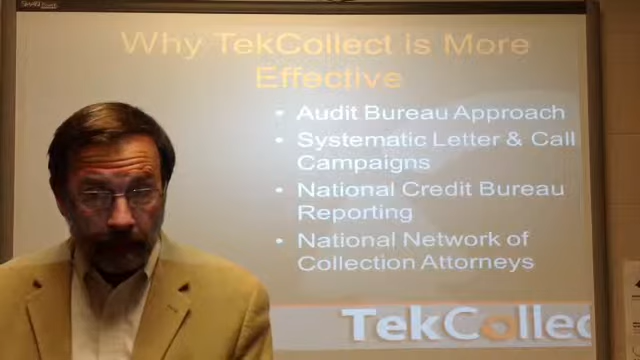 Why TekCollect is More
Effective
• Audit Bureau Approach
• Systematic Letter & Call
Campaigns
• National Credit Bureau
Reporting
• National Network of
Collection Attorneys
TekCollec